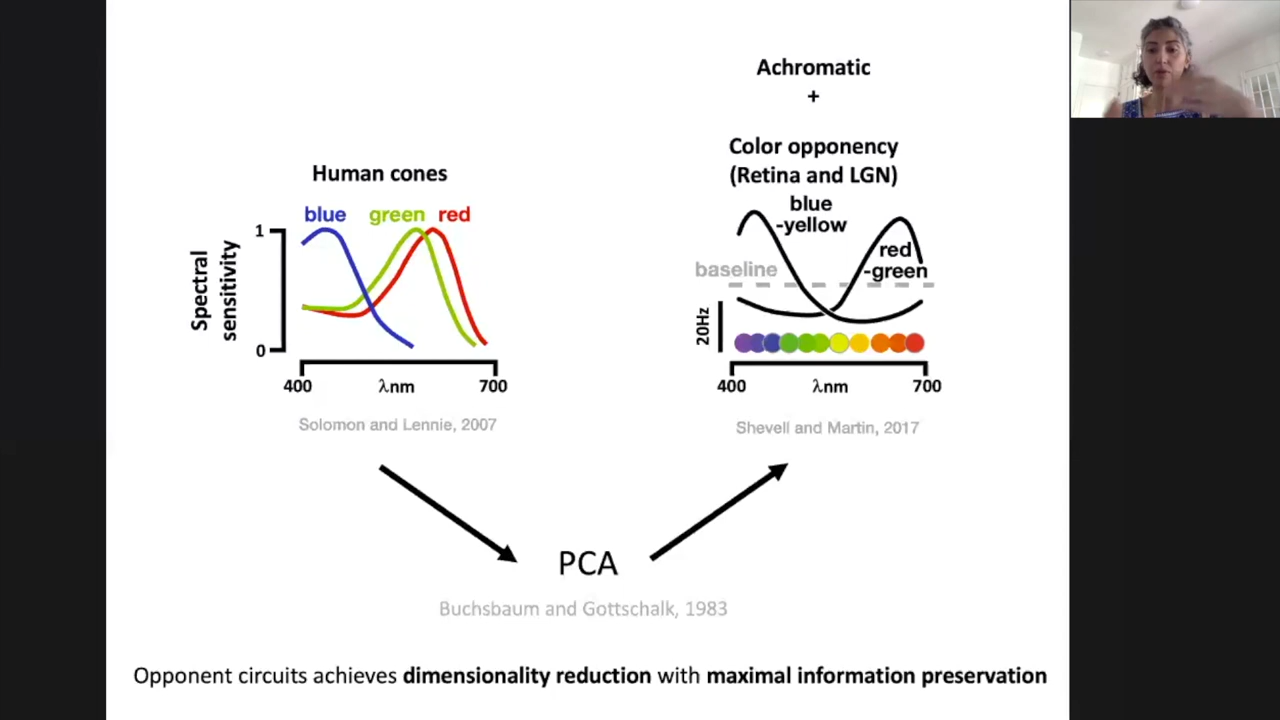 Achromatic
+
Color opponency
(Retina and LGN)
Human cones
blue
green
red
Spectral
sensitivity
1
0
400
λnm
700
Solomon and Lennie, 2007
blue
-yellow
red
-green
baseline
20Hz
400
λnm
700
Shevell and Martin, 2017
PCA
Buchsbaum and Gottschalk, 1983
Opponent circuits achieves dimensionality reduction with maximal information preservation